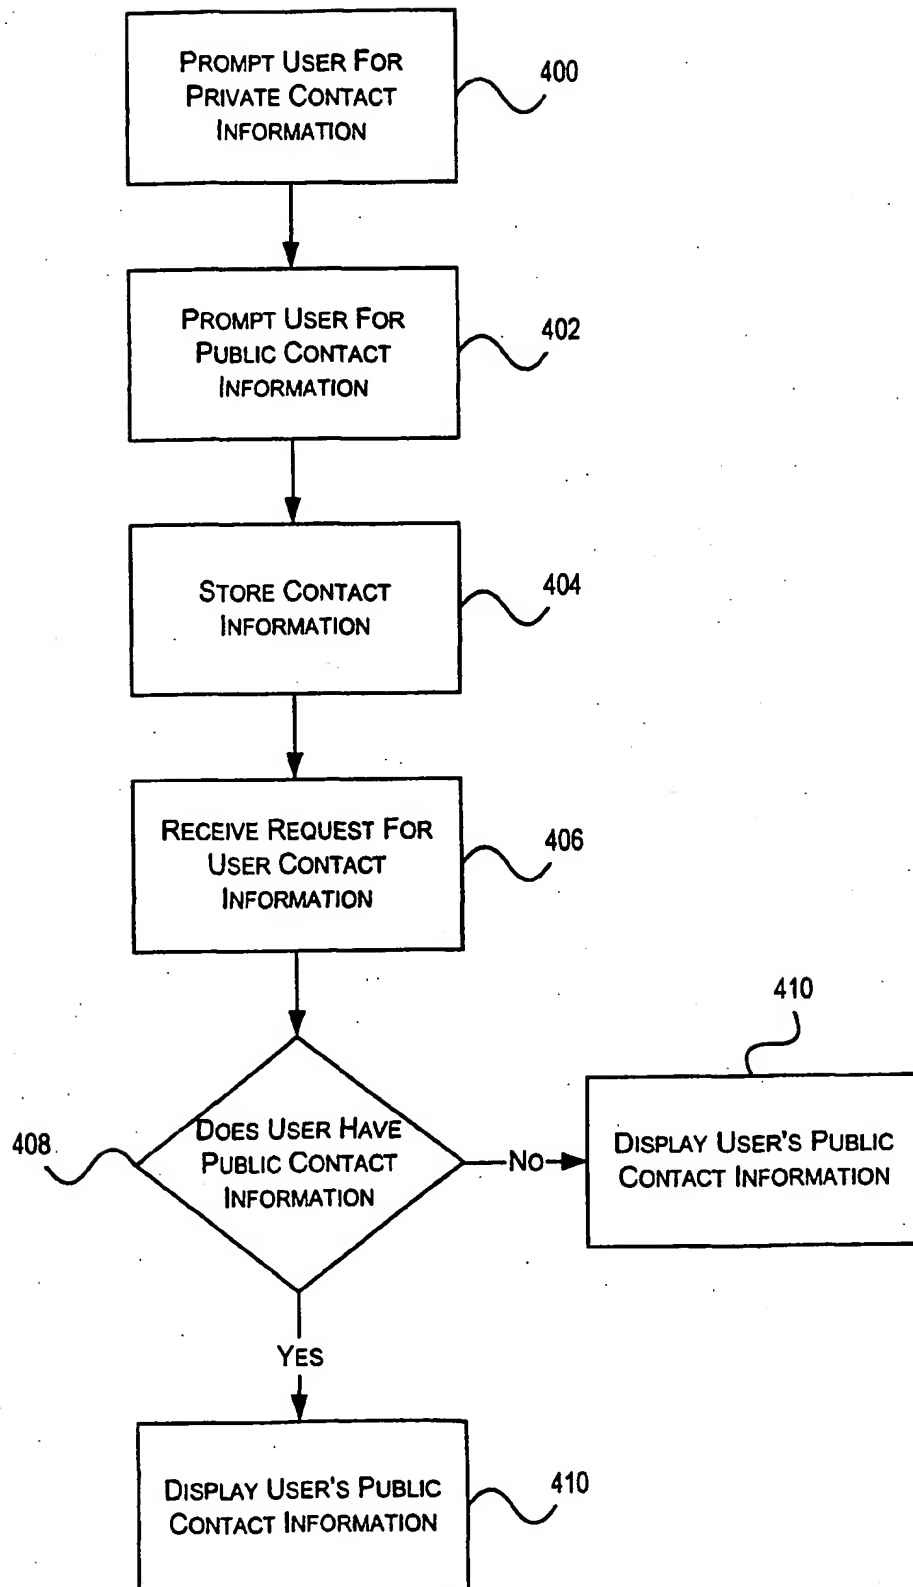 PROMPT USER FOR
PRIVATE CONTACT
INFORMATION
400
PROMPT USER FOR
PUBLIC CONTACT
INFORMATION
402
STORE CONTACT
INFORMATION
404
RECEIVE REQUEST FOR
USER CONTACT
INFORMATION
406
408
DOES USER HAVE
PUBLIC CONTACT
INFORMATION
NO
410
DISPLAY USER'S PUBLIC
CONTACT INFORMATION
YES
DISPLAY USER'S PUBLIC
CONTACT INFORMATION
410